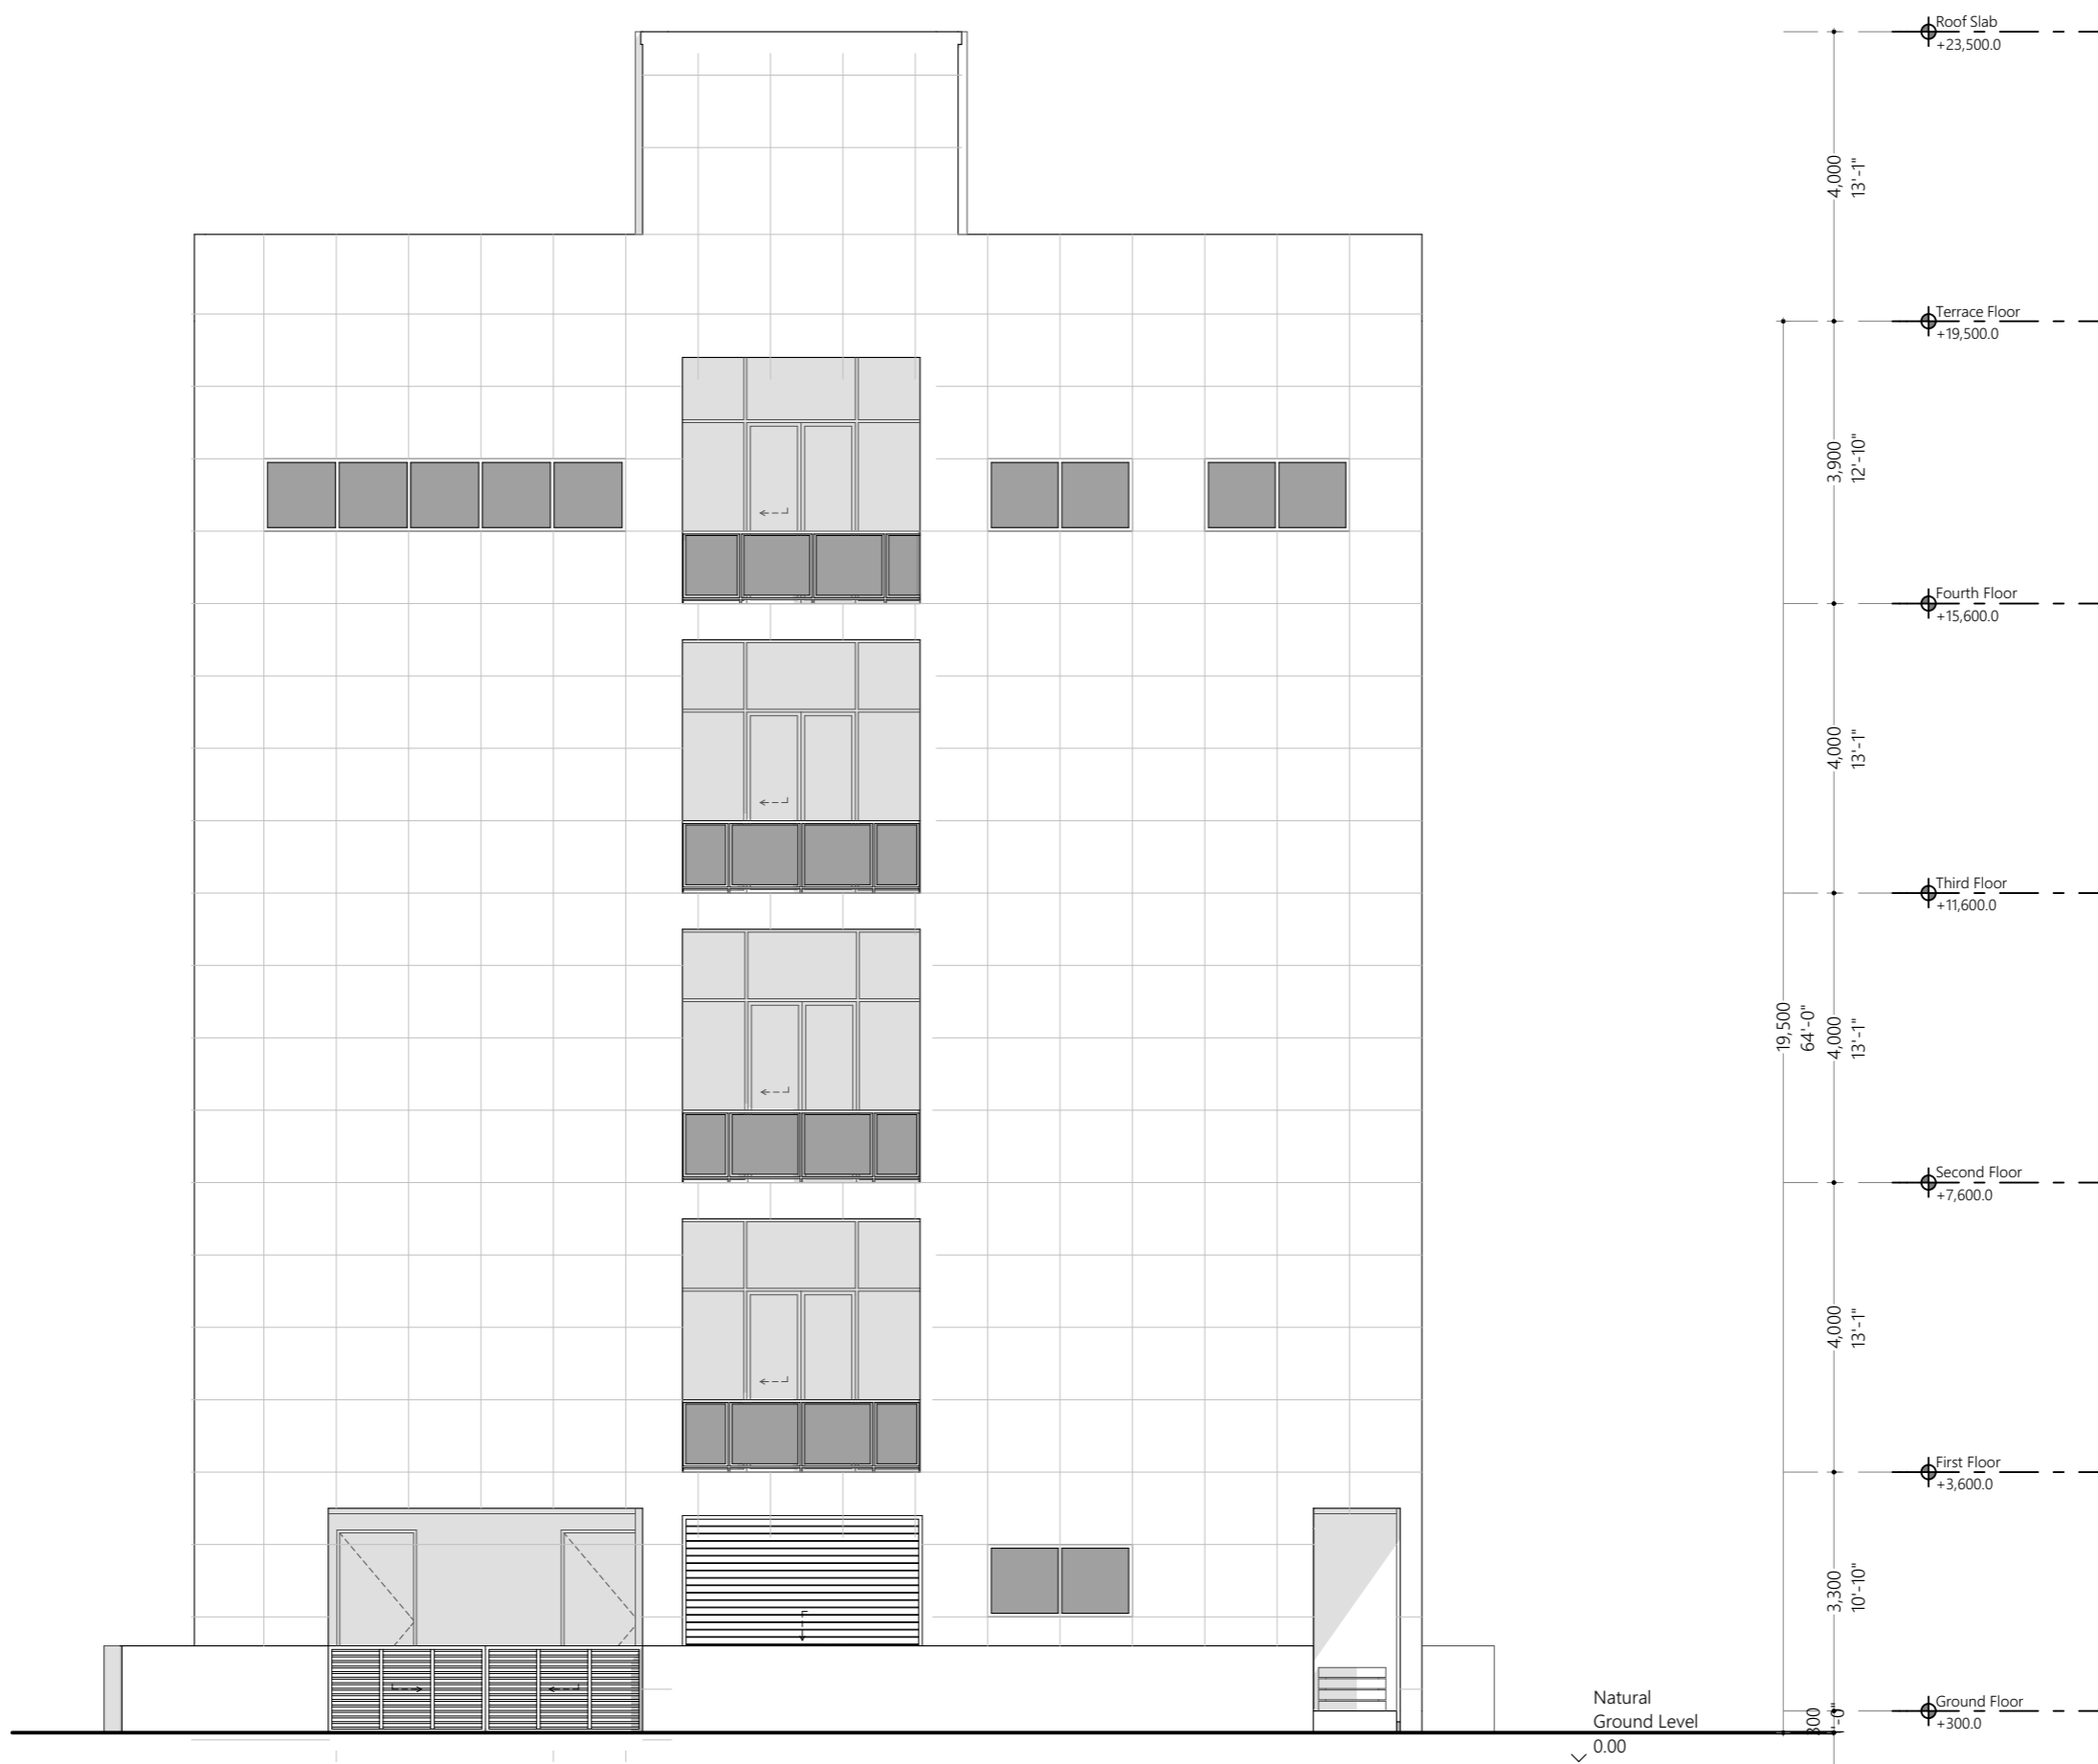 Roof Slab
+23,500.0
4,000
13'-1"
Terrace Floor
+19,500.0
3,900
12'-10"
Fourth Floor
+15,600.0
4,000
13'-1"
Third Floor
+11,600.0
19,500
64'-0"
4,000
13'-1"
Second Floor
+7,600.0
4,000
13'-1"
First Floor
+3,600.0
3,300
10'-10"
Ground Floor
+300.0
300
Natural
Ground Level
0.00